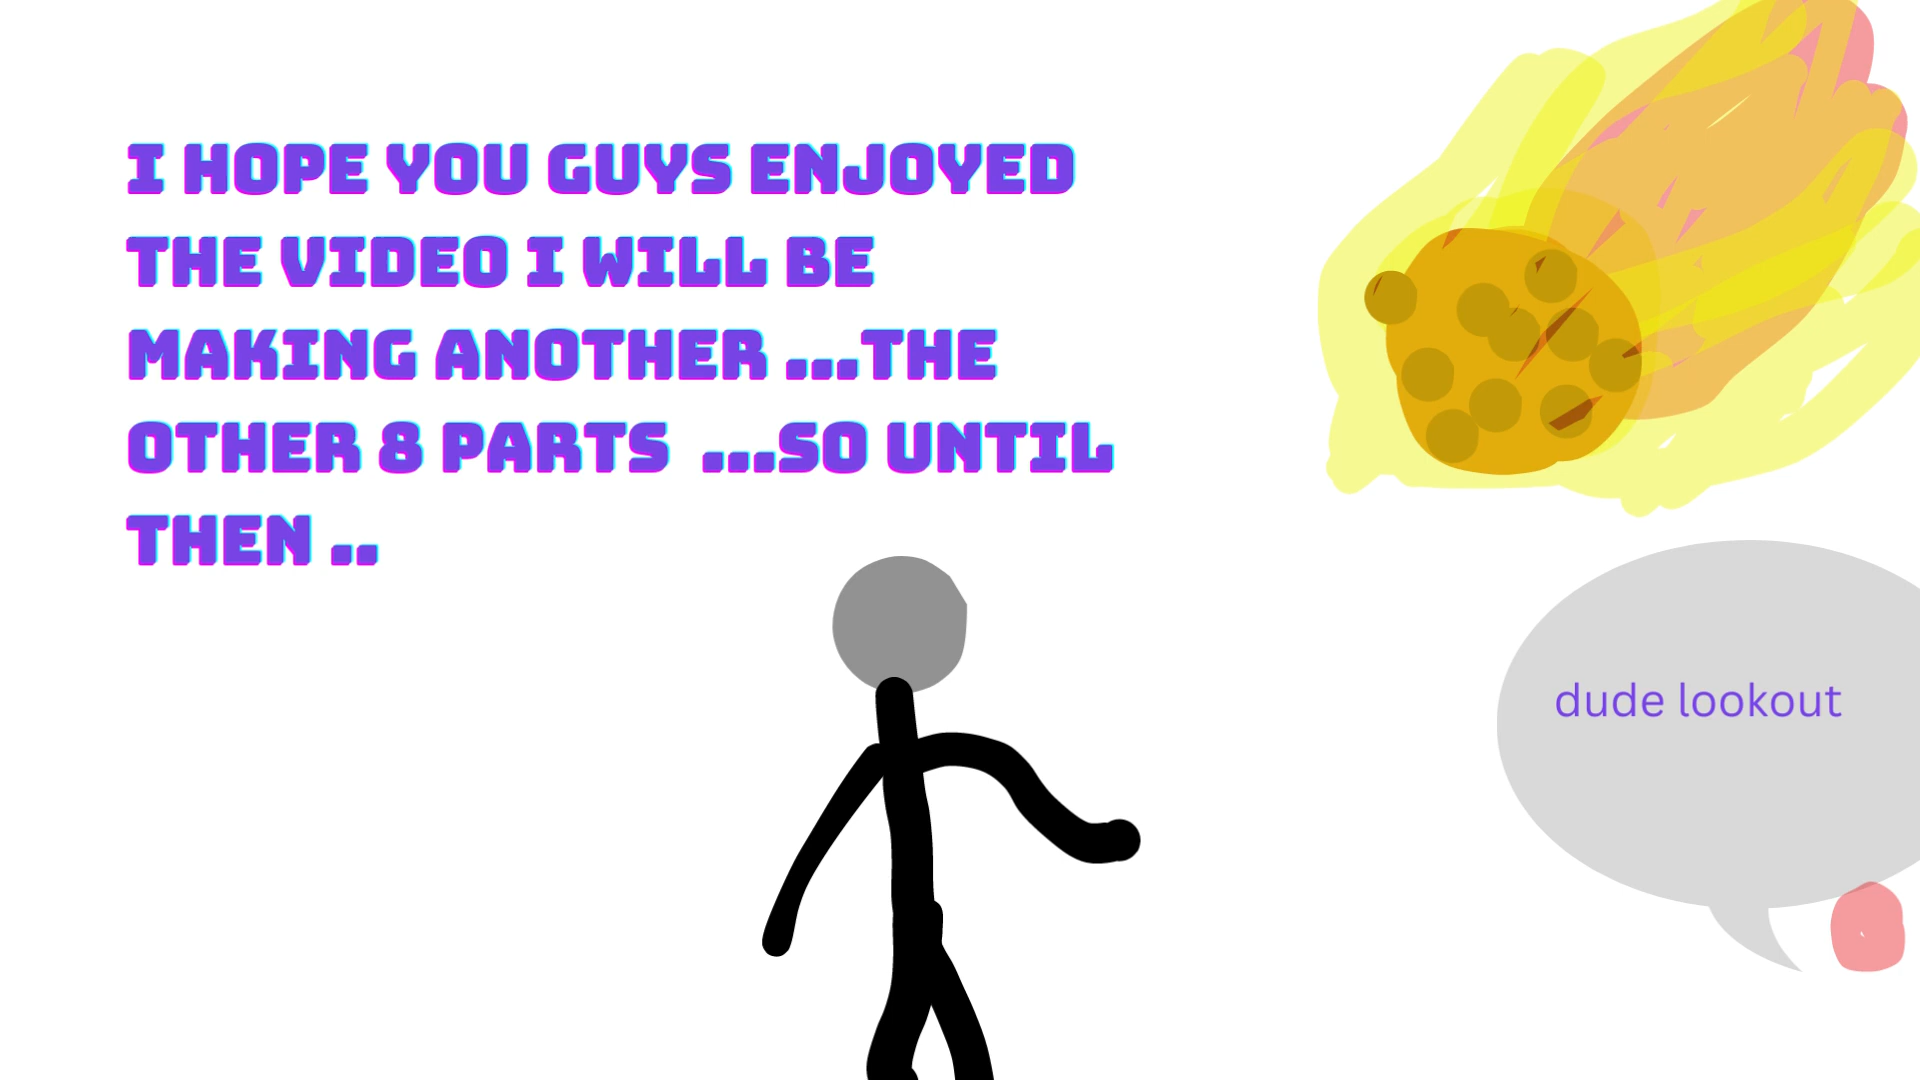 I HOPE YOU GUYS ENJOYED
THE VIDEO I WILL BE
MAKING ANOTHER ...THE
OTHER 8 PARTS  ...SO UNTIL
THEN ..
dude lookout